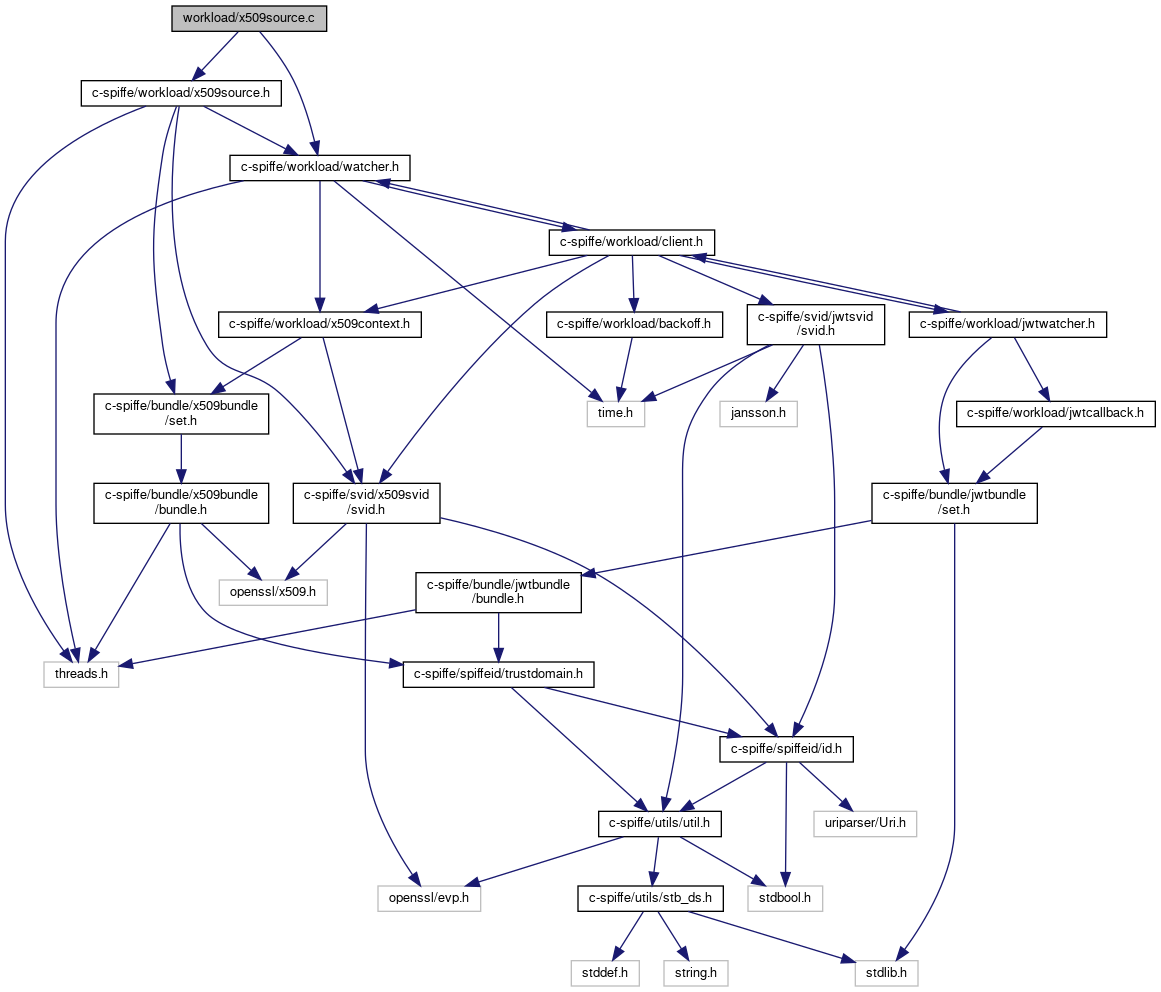 workload/x509source.c
c-spiffe/workload/x509source.h
c-spiffe/workload/watcher.h
c-spiffe/workload/client.h
c-spiffe/workload/x509context.h
c-spiffe/workload/backoff.h
c-spiffe/svid/jwtsvid
/svid.h
c-spiffe/workload/jwtwatcher.h
c-spiffe/bundle/x509bundle
/set.h
time.h
jansson.h
c-spiffe/workload/jwtcallback.h
c-spiffe/bundle/x509bundle
/bundle.h
c-spiffe/svid/x509svid
/svid.h
c-spiffe/bundle/jwtbundle
/set.h
openssl/x509.h
c-spiffe/bundle/jwtbundle
/bundle.h
threads.h
c-spiffe/spiffeid/trustdomain.h
c-spiffe/spiffeid/id.h
c-spiffe/utils/util.h
uriparser/Uri.h
openssl/evp.h
c-spiffe/utils/stb_ds.h
stdbool.h
stddef.h
string.h
stdlib.h